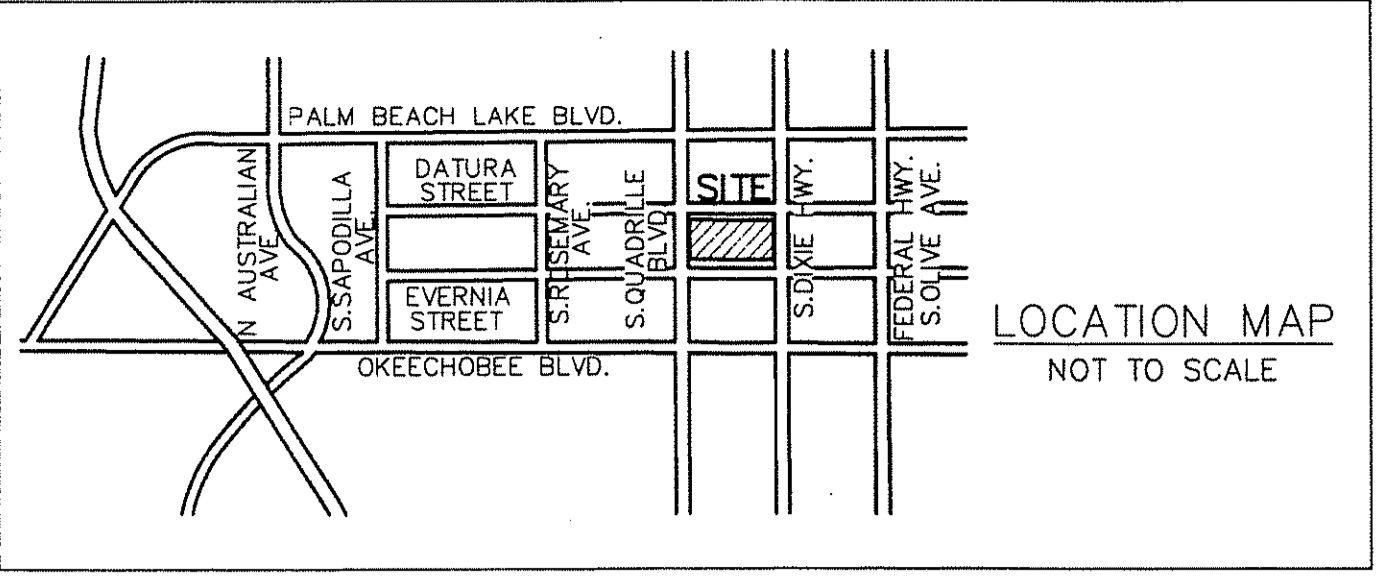 PALM BEACH LAKE BLVD.
N AUSTRALIAN
AVE
S.SAPODILLA
AVE.
DATURA
STREET
EVERNIA
STREET
S.ROSEMARY
AVE.
S.QUADRILLE
BLVD
SITE
S.DIXIE HWY.
FEDERAL HWY.
S.OLIVE AVE.
OKEECHOBEE BLVD.
LOCATION MAP
NOT TO SCALE